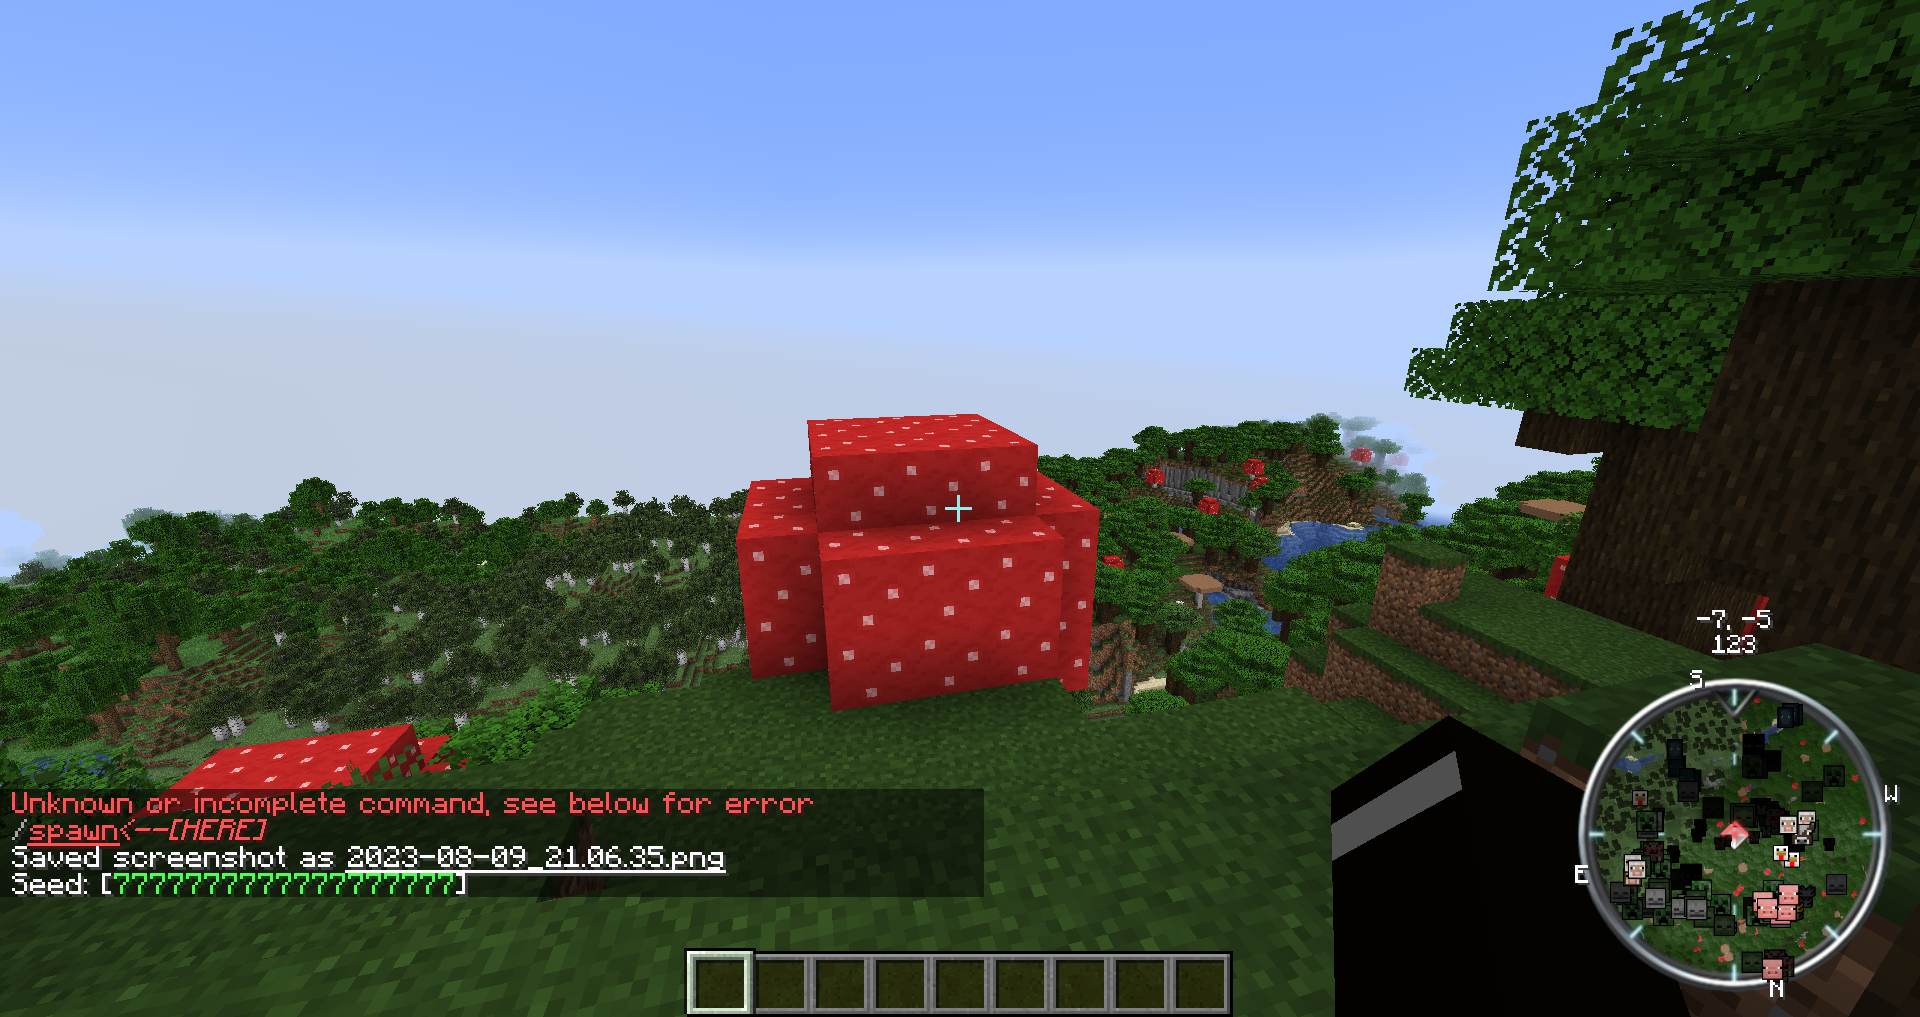 -7, -5
123
S
W
E
N
Unknown or incomplete command, see below for error
/spawn<--[HERE]
Saved screenshot as 2023-08-09_21.06.35.png
Seed: [7777777777777777777]